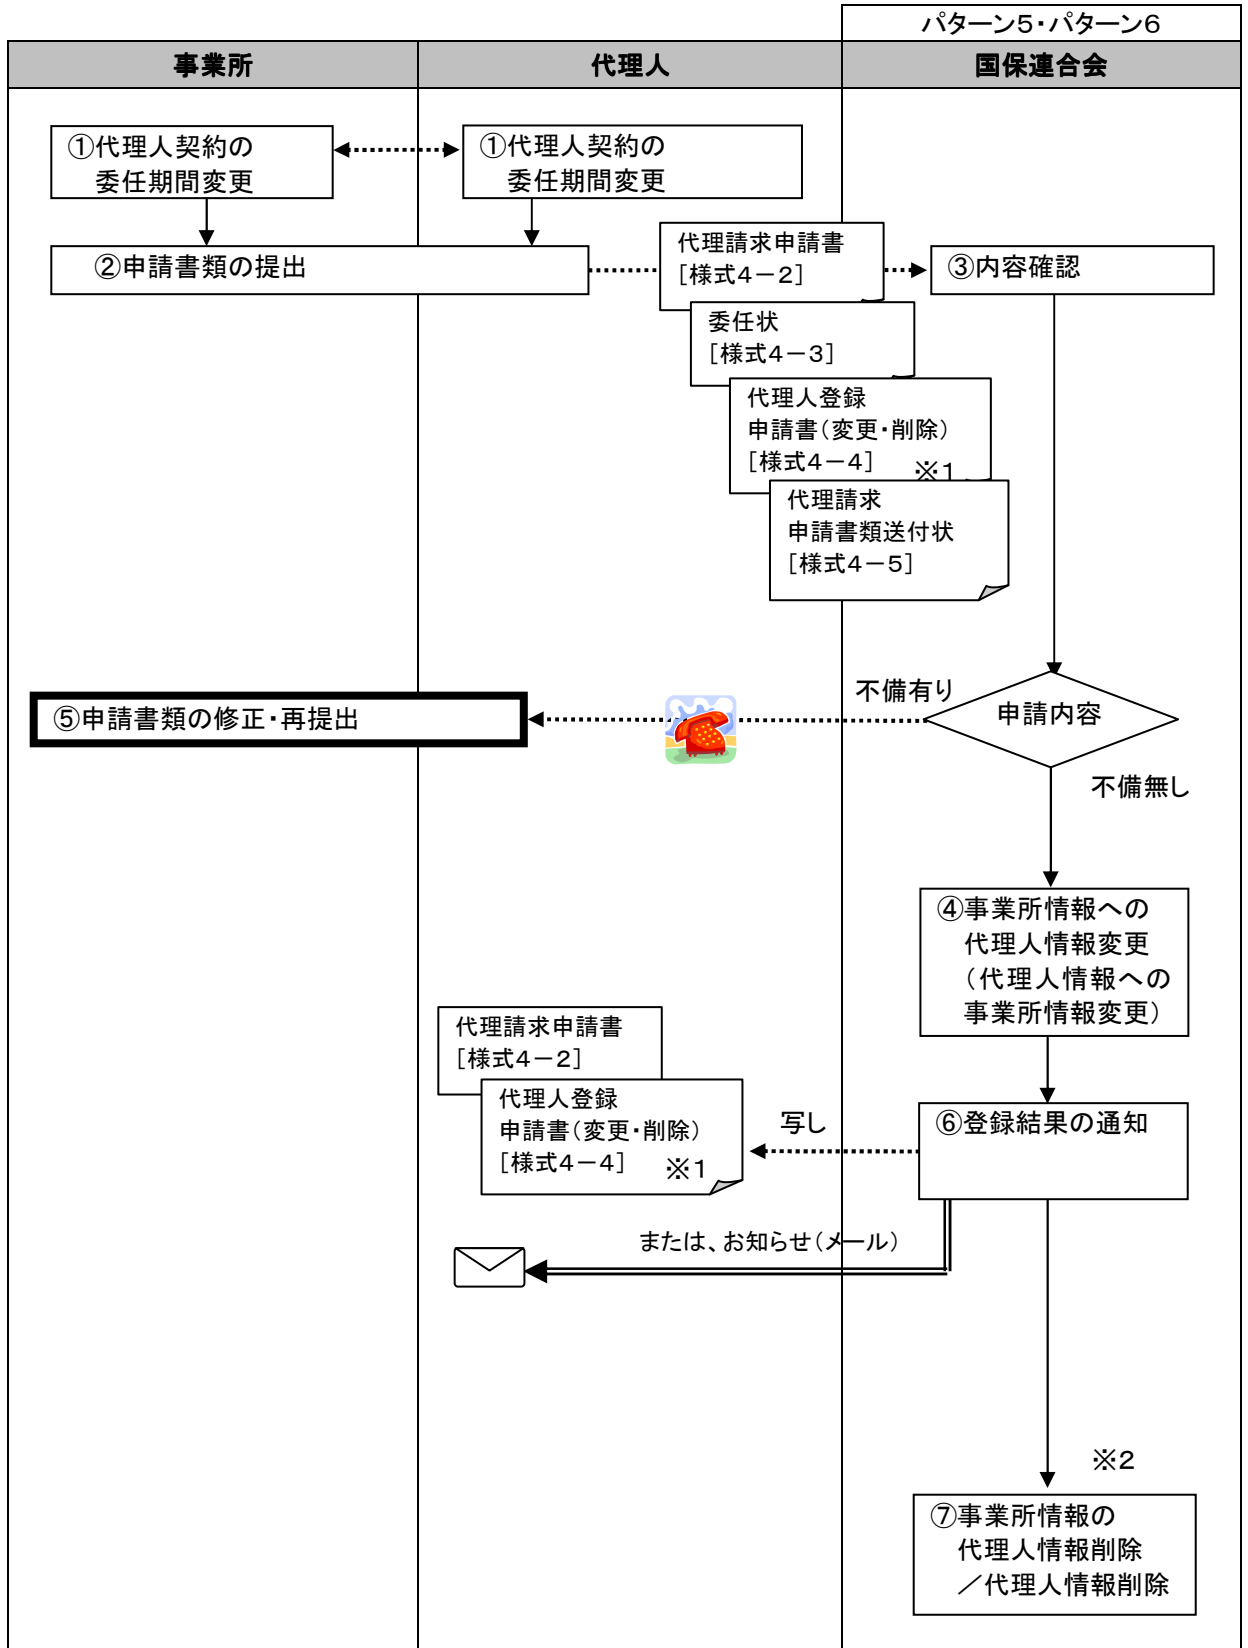 パターン5・パターン6
事業所
代理人
国保連合会
①代理人契約の
委任期間変更
①代理人契約の
委任期間変更
②申請書類の提出
代理請求申請書
[様式4-2]
③内容確認
委任状
[様式4-3]
代理人登録
申請書(変更・削除)
[様式4-4]
※1
代理請求
申請書類送付状
[様式4-5]
不備有り
⑤申請書類の修正・再提出
申請内容
不備無し
④事業所情報への
代理人情報変更
(代理人情報への
事業所情報変更)
代理請求申請書
[様式4-2]
代理人登録
申請書(変更・削除)
[様式4-4]
※1
写し
⑥登録結果の通知
または、お知らせ(メール)
※2
⑦事業所情報の
代理人情報削除
/代理人情報削除